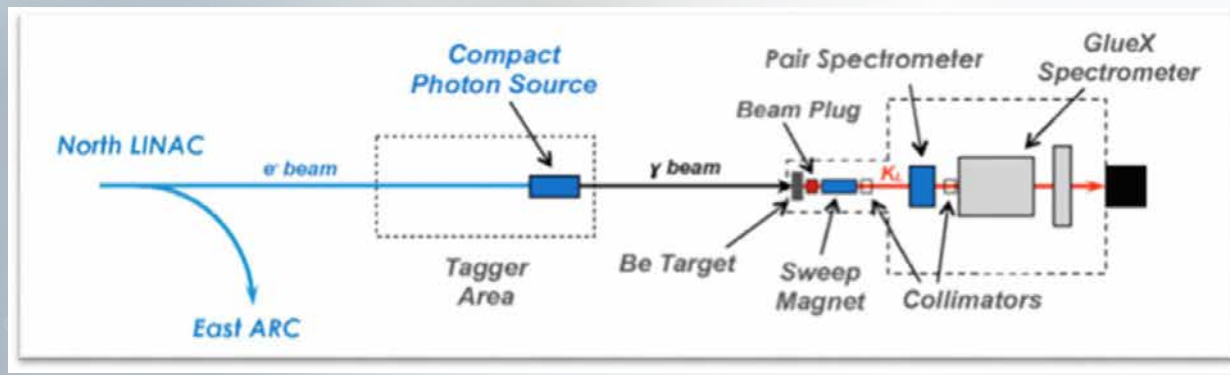 Compact
Photon Source
Pair Spectrometer
GlueX
Spectrometer
Beam Plug
North LINAC
e⁻ beam
γ beam
K_L
Be Target
Tagger
Area
Sweep
Magnet
Collimators
East ARC